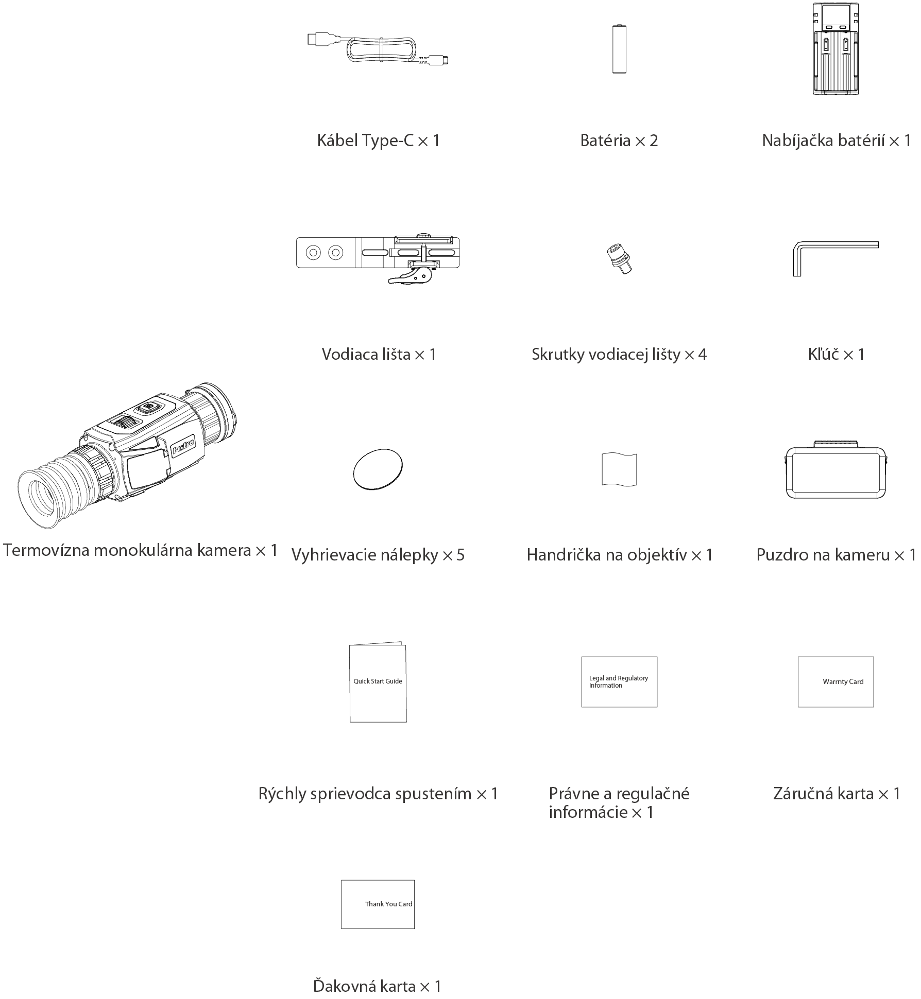 Kábel Type-C × 1
Batéria × 2
Nabíjačka batérií × 1
Vodiaca lišta × 1
Skrutky vodiacej lišty × 4
Kľúč × 1
Pixfra
Termovízna monokulárna kamera × 1
Vyhrievacie nálepky × 5
Handrička na objektív × 1
Puzdro na kameru × 1
Quick Start Guide
Legal and Regulatory
Information
Warrnty Card
Rýchly sprievodca spustením × 1
Právne a regulačné
informácie × 1
Záručná karta × 1
Thank You Card
Ďakovná karta × 1